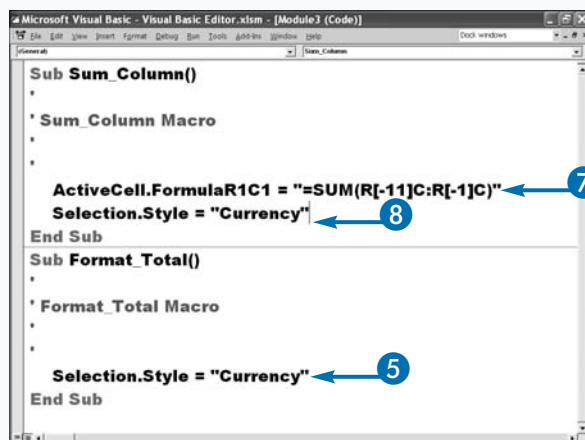 Microsoft Visual Basic - Visual Basic Editor.xlsm - [Module3 (Code)]
File Edit View Insert Format Debug Run Tools Add-Ins Window Help
Dock windows
(General)
Sum_Column
Sub Sum_Column()
'
' Sum_Column Macro
'
'
ActiveCell.FormulaR1C1 = "=SUM(R[-11]C:R[-1]C)"
7
Selection.Style = "Currency"
8
End Sub
Sub Format_Total()
'
' Format_Total Macro
'
'
Selection.Style = "Currency"
5
End Sub